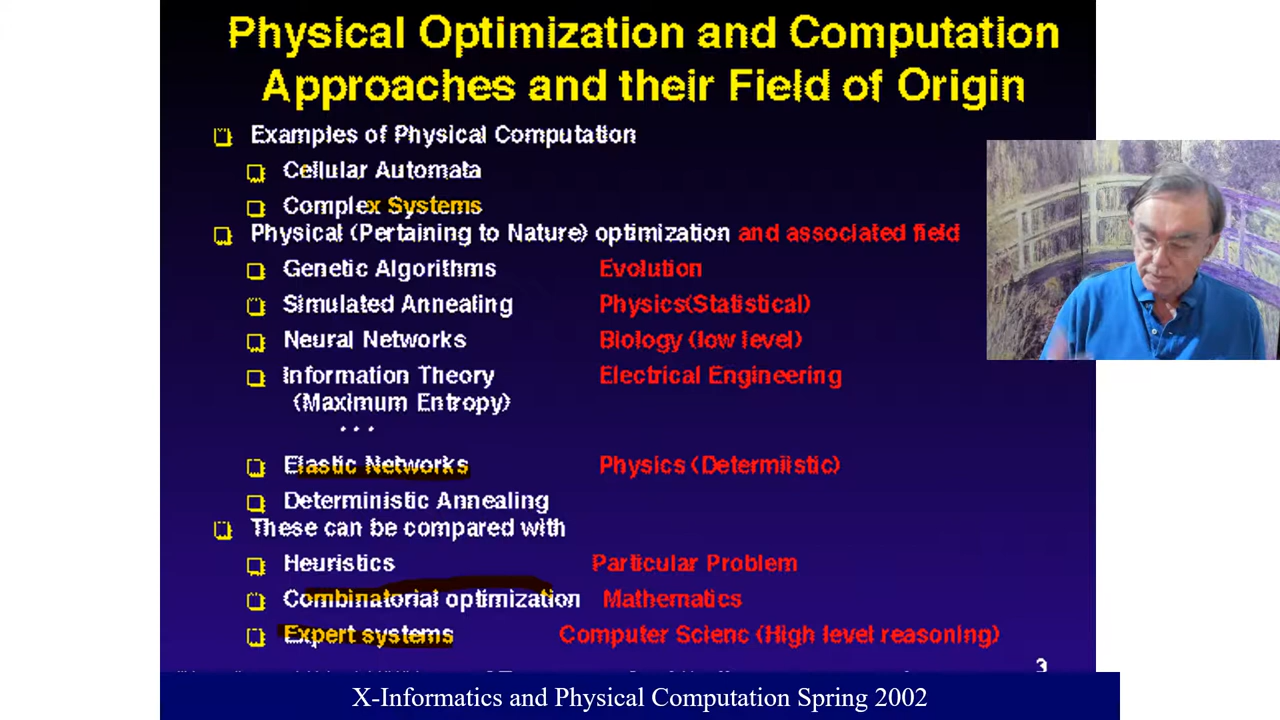 Physical Optimization and Computation
Approaches and their Field of Origin
Examples of Physical Computation
Cellular Automata
Complex Systems
Physical (Pertaining to Nature) optimization and associated field
Genetic Algorithms Evolution
Simulated Annealing Physics(Statistical)
Neural Networks Biology (low level)
Information Theory Electrical Engineering
(Maximum Entropy)
...
Elastic Networks Physics (Determiistic)
Deterministic Annealing
These can be compared with
Heuristics Particular Problem
Combinatorial optimization Mathematics
Expert systems Computer Scienc (High level reasoning)
3
X-Informatics and Physical Computation Spring 2002